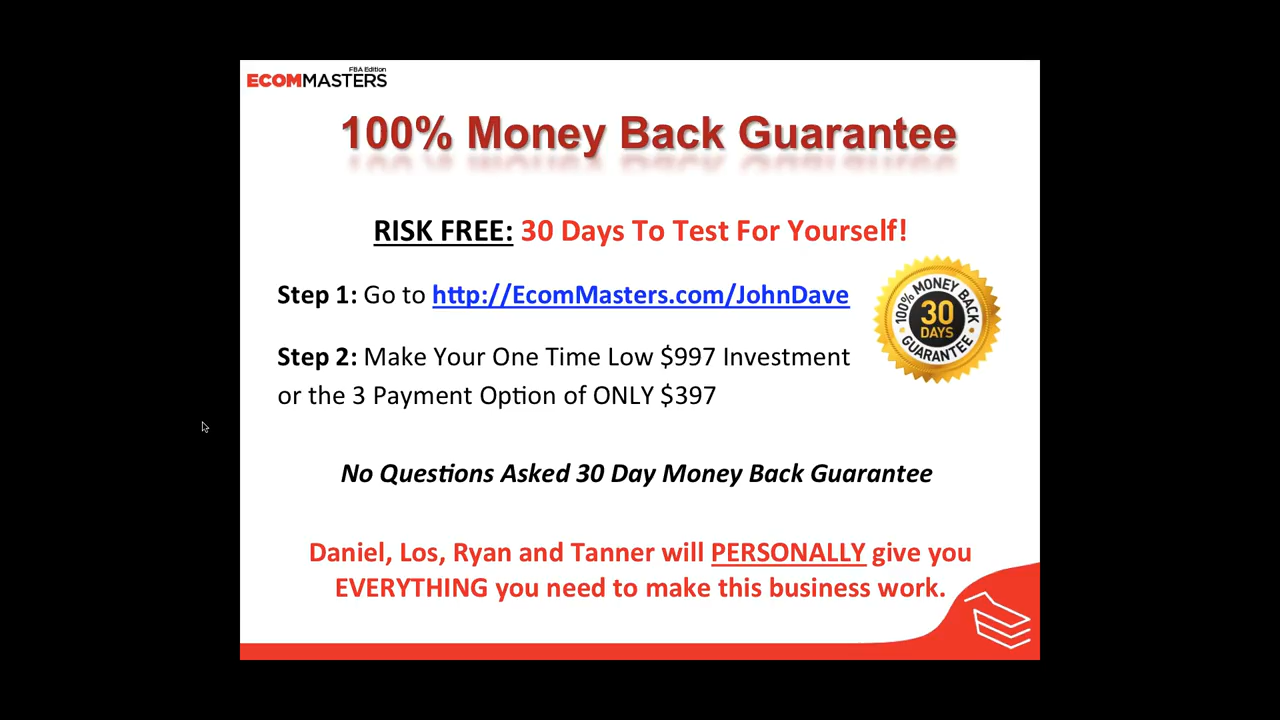 FBA Edition
ECOMMASTERS
100% Money Back Guarantee
RISK FREE: 30 Days To Test For Yourself!
Step 1: Go to http://EcomMasters.com/JohnDave
100% MONEY BACK
30
DAYS
GUARANTEE
Step 2: Make Your One Time Low $997 Investment
or the 3 Payment Option of ONLY $397
No Questions Asked 30 Day Money Back Guarantee
Daniel, Los, Ryan and Tanner will PERSONALLY give you
EVERYTHING you need to make this business work.